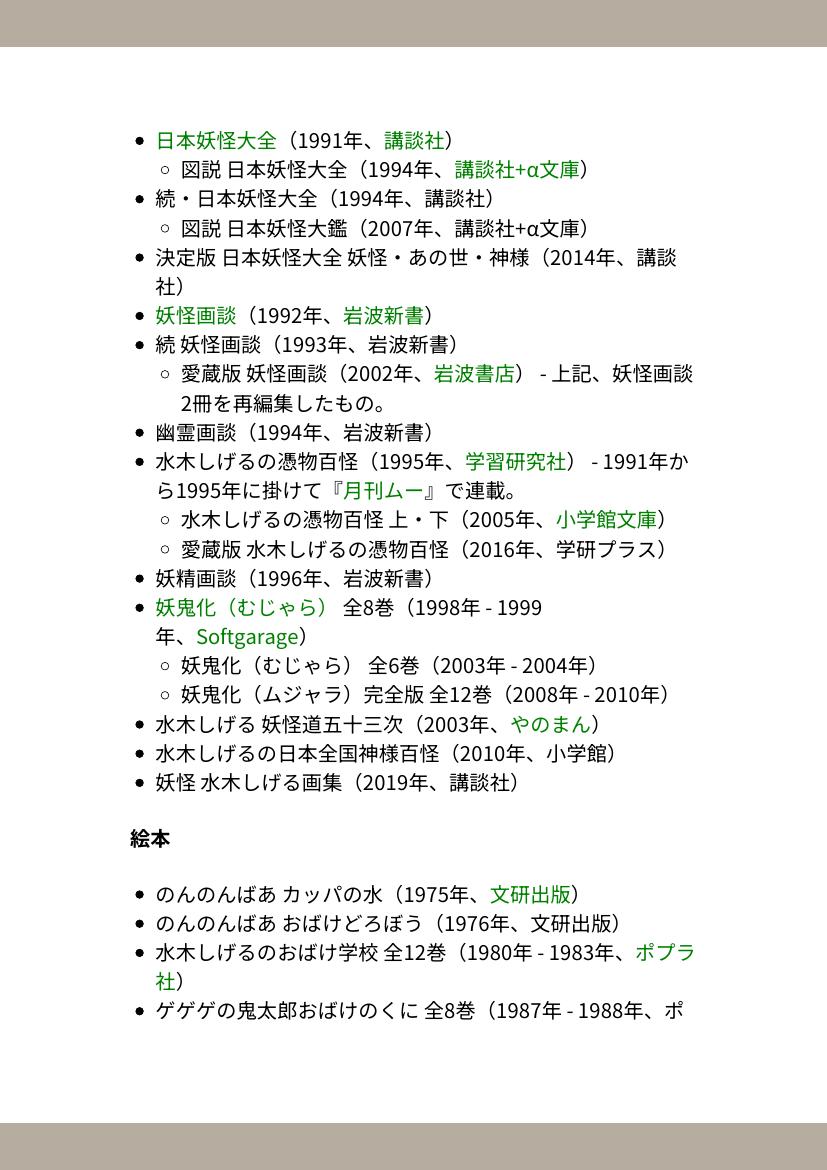 日本妖怪大全（1991年、講談社）
図説 日本妖怪大全（1994年、講談社+α文庫）
続・日本妖怪大全（1994年、講談社）
図説 日本妖怪大鑑（2007年、講談社+α文庫）
決定版 日本妖怪大全 妖怪・あの世・神様（2014年、講談
社）
妖怪画談（1992年、岩波新書）
続 妖怪画談（1993年、岩波新書）
愛蔵版 妖怪画談（2002年、岩波書店） - 上記、妖怪画談
2冊を再編集したもの。
幽霊画談（1994年、岩波新書）
水木しげるの憑物百怪（1995年、学習研究社） - 1991年か
ら1995年に掛けて『月刊ムー』で連載。
水木しげるの憑物百怪 上・下（2005年、小学館文庫）
愛蔵版 水木しげるの憑物百怪（2016年、学研プラス）
妖精画談（1996年、岩波新書）
妖鬼化（むじゃら） 全8巻（1998年 - 1999
年、Softgarage）
妖鬼化（むじゃら） 全6巻（2003年 - 2004年）
妖鬼化（ムジャラ）完全版 全12巻（2008年 - 2010年）
水木しげる 妖怪道五十三次（2003年、やのまん）
水木しげるの日本全国神様百怪（2010年、小学館）
妖怪 水木しげる画集（2019年、講談社）
絵本
のんのんばあ カッパの水（1975年、文研出版）
のんのんばあ おばけどろぼう（1976年、文研出版）
水木しげるのおばけ学校 全12巻（1980年 - 1983年、ポプラ
社）
ゲゲゲの鬼太郎おばけのくに 全8巻（1987年 - 1988年、ポ